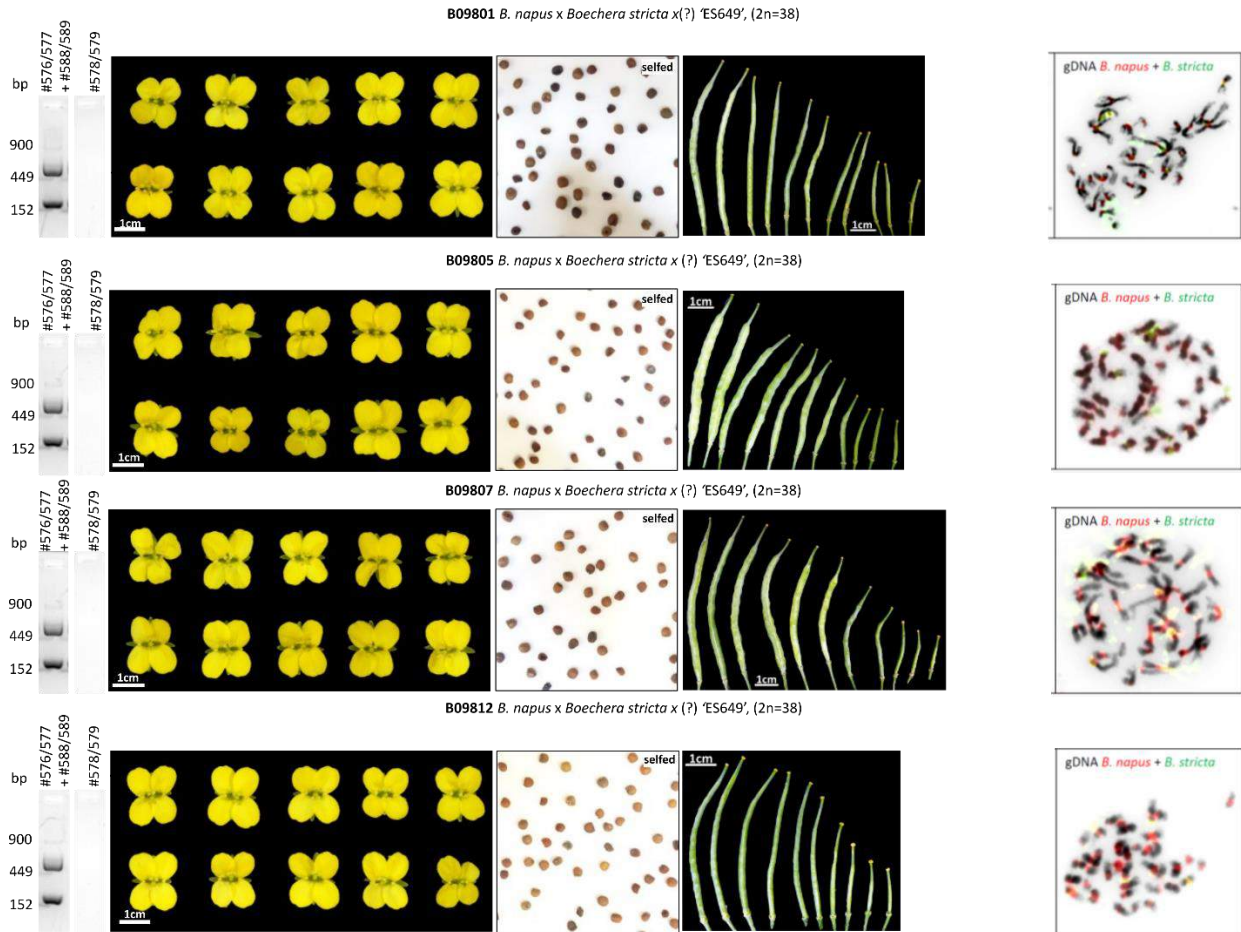 B09801 B. napus x Boechera stricta x(?) ‘ES649’, (2n=38)
bp
#576/577
+ #588/589
#578/579
900
449
152
1cm
selfed
1cm
gDNA B. napus + B. stricta
B09805 B. napus x Boechera stricta x (?) ‘ES649’, (2n=38)
bp
#576/577
+ #588/589
#578/579
900
449
152
1cm
selfed
1cm
gDNA B. napus + B. stricta
B09807 B. napus x Boechera stricta x (?) ‘ES649’, (2n=38)
bp
#576/577
+ #588/589
#578/579
900
449
152
1cm
selfed
1cm
gDNA B. napus + B. stricta
B09812 B. napus x Boechera stricta x (?) ‘ES649’, (2n=38)
bp
#576/577
+ #588/589
#578/579
900
449
152
1cm
selfed
1cm
gDNA B. napus + B. stricta